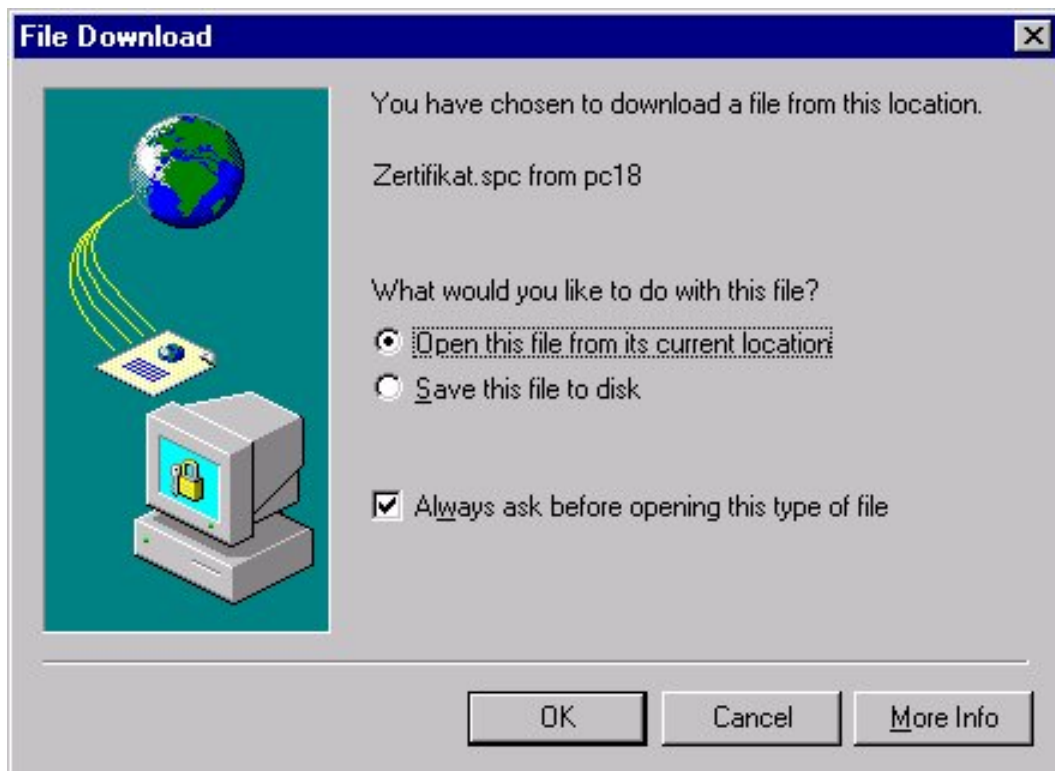 File Download
You have chosen to download a file from this location.
Zertifikat.spc from pc18
What would you like to do with this file?
Open this file from its current location
Save this file to disk
Always ask before opening this type of file
OK
Cancel
More Info